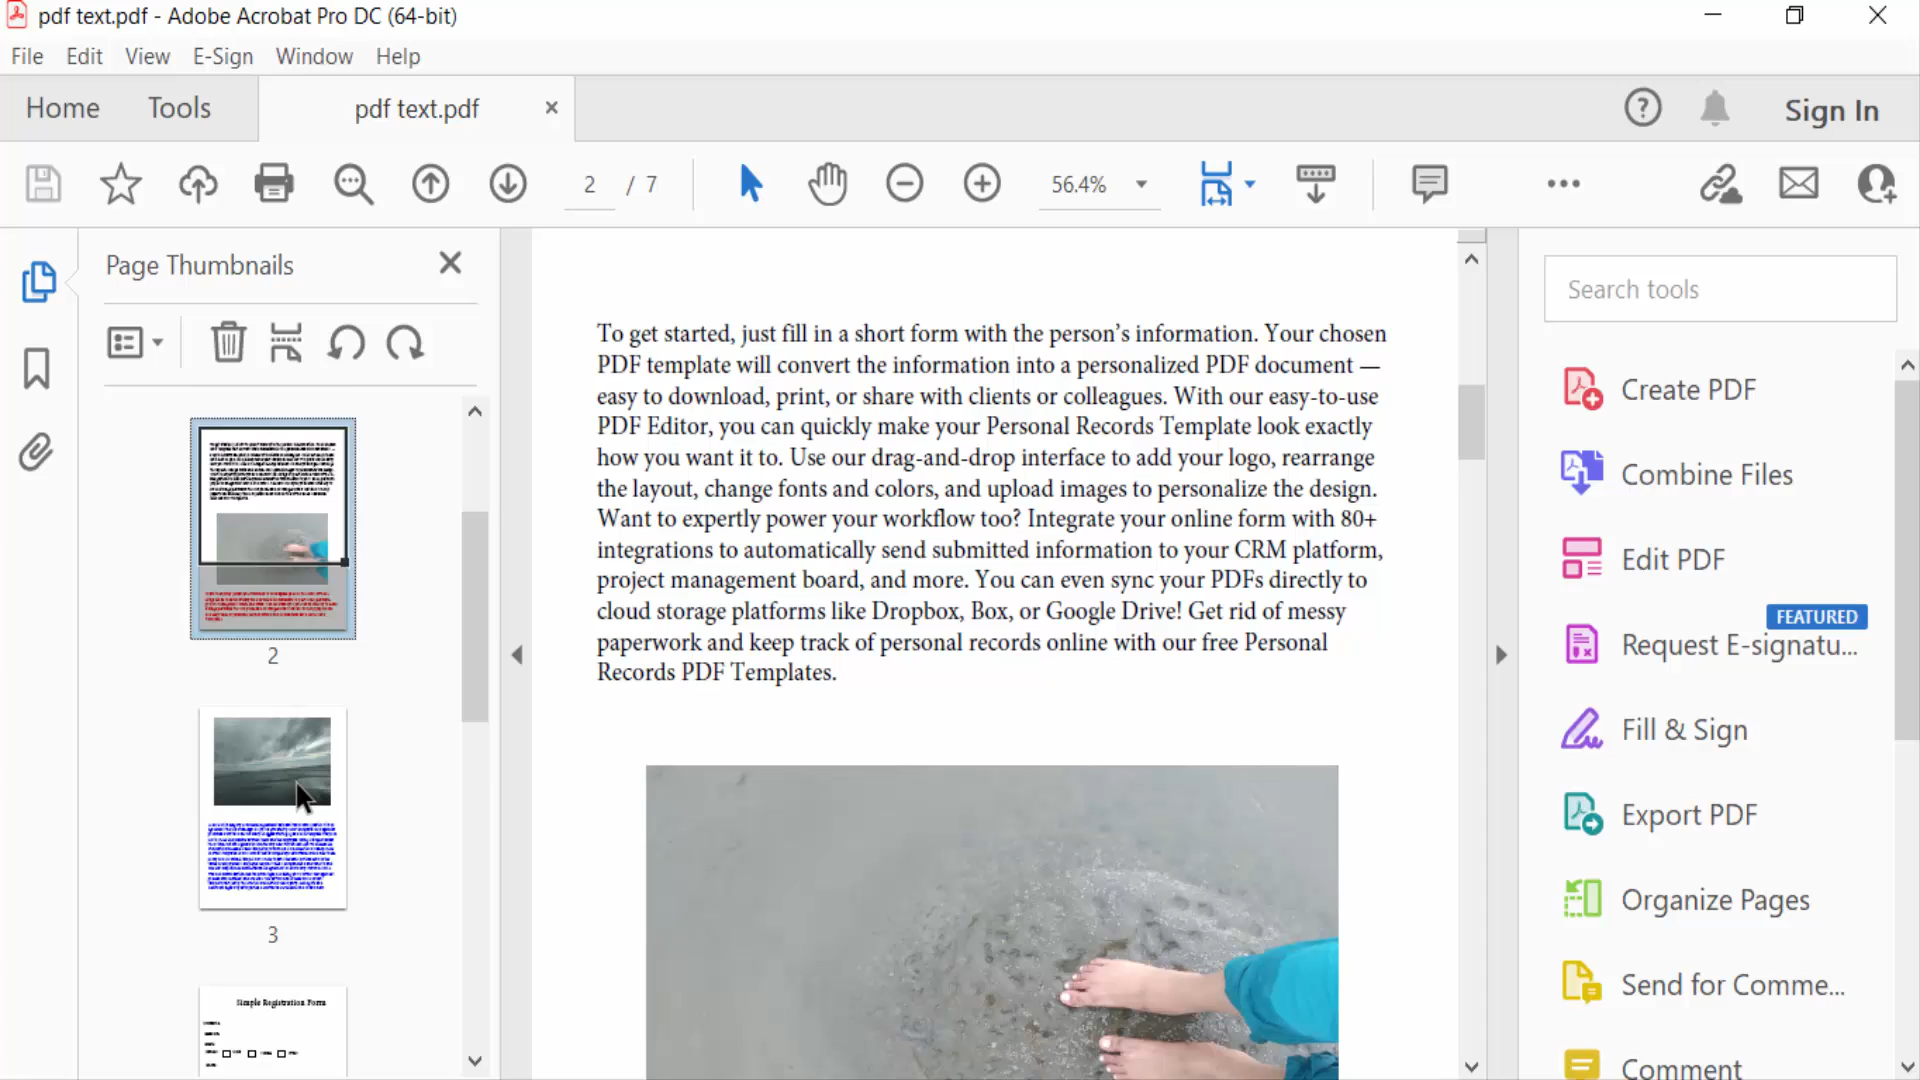 pdf text.pdf - Adobe Acrobat Pro DC (64-bit)
File Edit View E-Sign Window Help
Home Tools pdf text.pdf × Sign In
2 / 7 56.4%
Page Thumbnails
2
3
Simple Registration Form
To get started, just fill in a short form with the person’s information. Your chosen
PDF template will convert the information into a personalized PDF document —
easy to download, print, or share with clients or colleagues. With our easy-to-use
PDF Editor, you can quickly make your Personal Records Template look exactly
how you want it to. Use our drag-and-drop interface to add your logo, rearrange
the layout, change fonts and colors, and upload images to personalize the design.
Want to expertly power your workflow too? Integrate your online form with 80+
integrations to automatically send submitted information to your CRM platform,
project management board, and more. You can even sync your PDFs directly to
cloud storage platforms like Dropbox, Box, or Google Drive! Get rid of messy
paperwork and keep track of personal records online with our free Personal
Records PDF Templates.
Search tools
Create PDF
Combine Files
Edit PDF
FEATURED
Request E-signatu...
Fill & Sign
Export PDF
Organize Pages
Send for Comme...
Comment